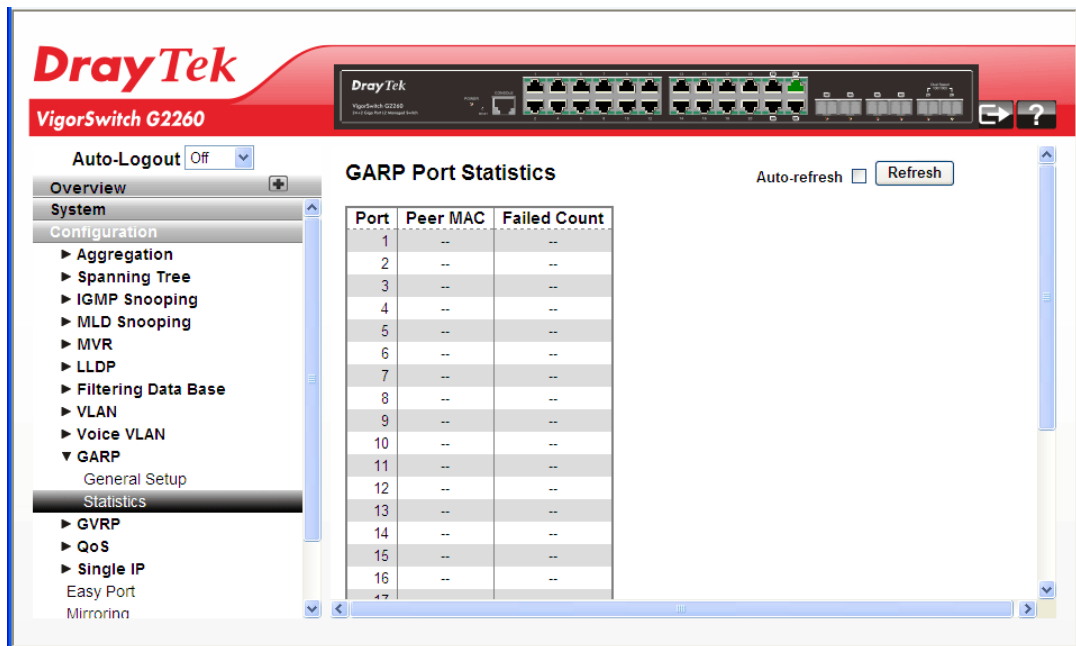 DrayTek
VigorSwitch G2260
DrayTek
VigorSwitch G2260
Auto-Logout Off
Overview
System
Configuration
Aggregation
Spanning Tree
IGMP Snooping
MLD Snooping
MVR
LLDP
Filtering Data Base
VLAN
Voice VLAN
GARP
General Setup
Statistics
GVRP
QoS
Single IP
Easy Port
Mirroring
GARP Port Statistics
Auto-refresh Refresh
Port Peer MAC Failed Count
1 -- --
2 -- --
3 -- --
4 -- --
5 -- --
6 -- --
7 -- --
8 -- --
9 -- --
10 -- --
11 -- --
12 -- --
13 -- --
14 -- --
15 -- --
16 -- --
17 -- --